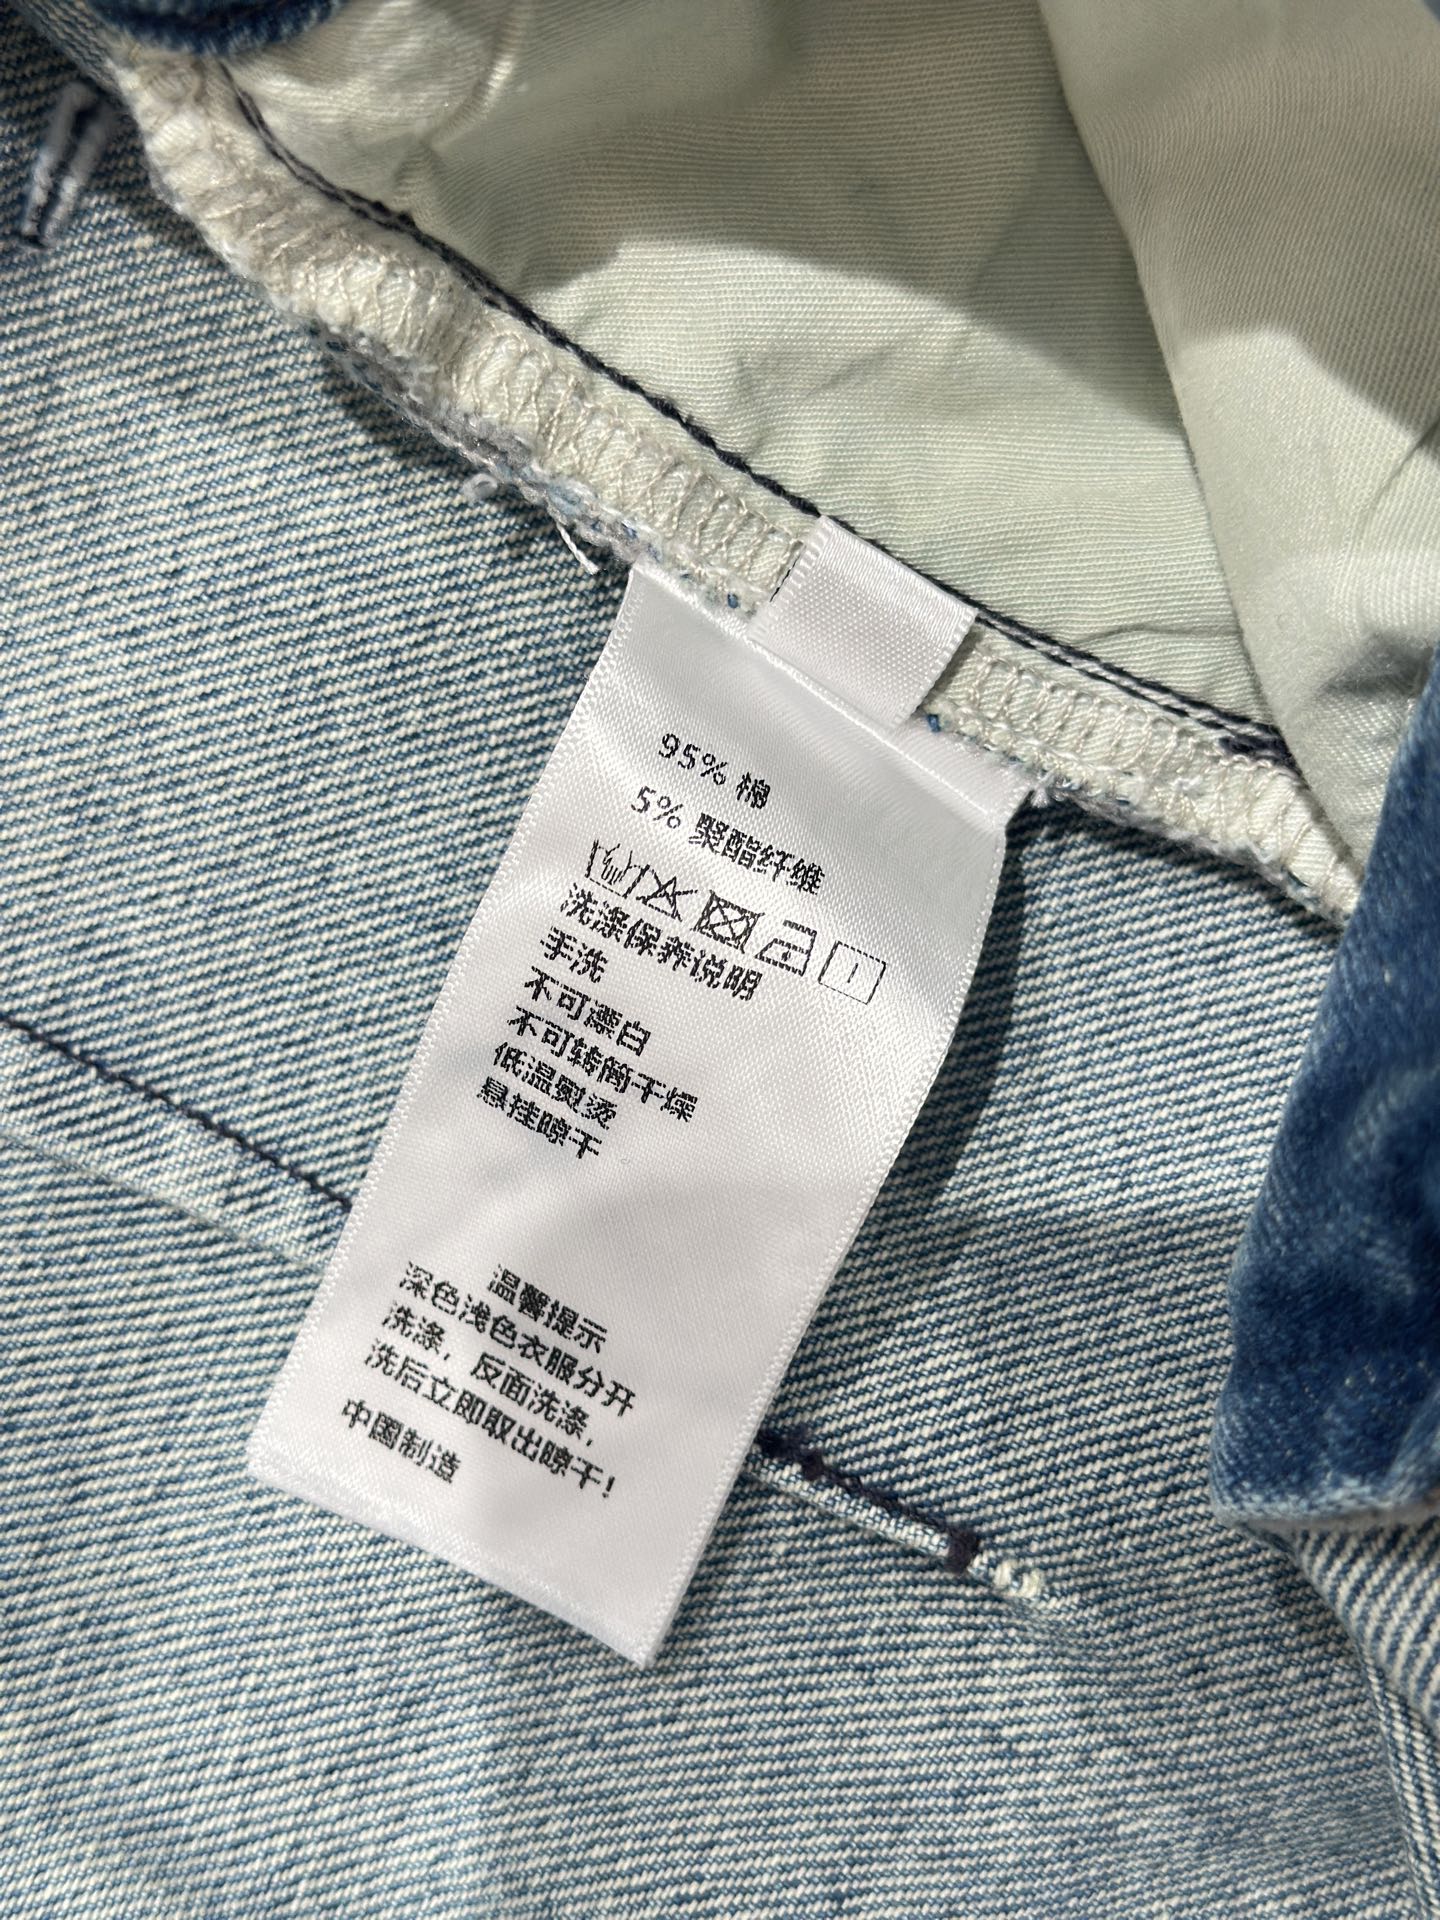 95% 棉
5% 聚酯纤维
洗涤保养说明
手洗
不可漂白
不可转筒干燥
低温熨烫
悬挂晾干
温馨提示
深色浅色衣服分开
洗涤，反面洗涤，
洗后立即取出晾干！
中国制造